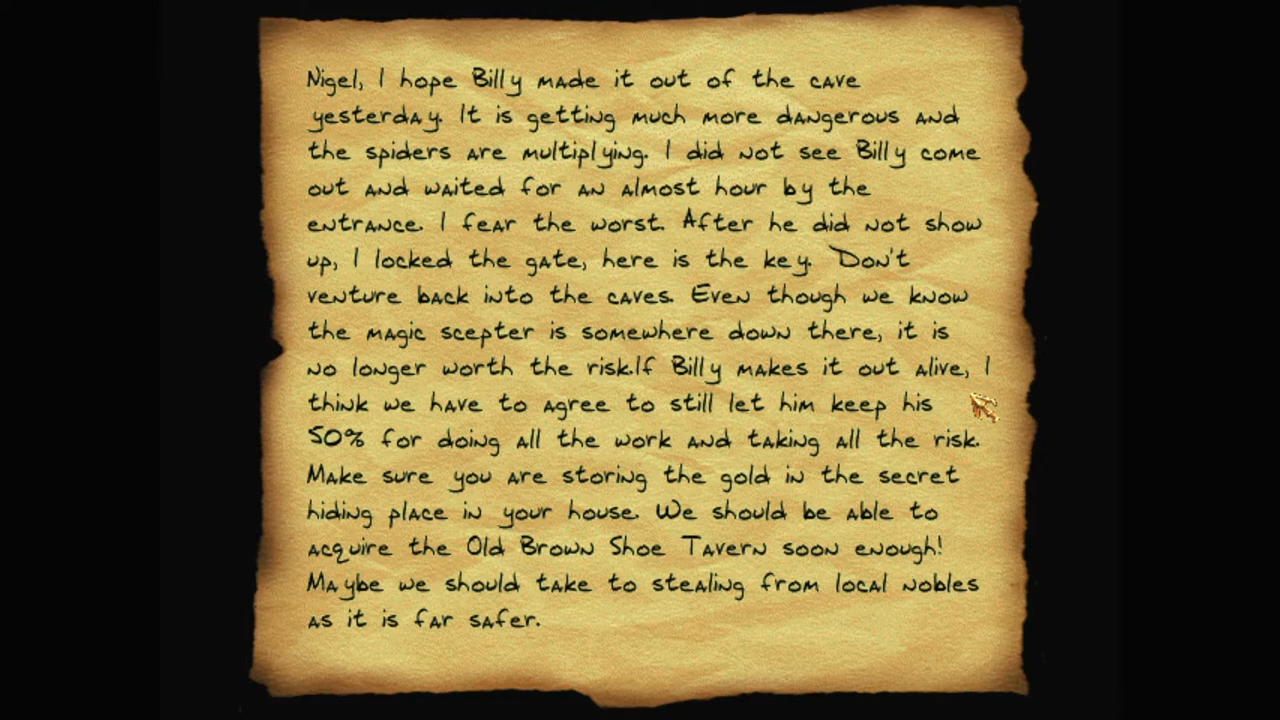 Nigel, I hope Billy made it out of the cave
yesterday. It is getting much more dangerous and
the spiders are multiplying. I did not see Billy come
out and waited for an almost hour by the
entrance. I fear the worst. After he did not show
up, I locked the gate, here is the key. Don't
venture back into the caves. Even though we know
the magic scepter is somewhere down there, it is
no longer worth the risk.If Billy makes it out alive, I
think we have to agree to still let him keep his
50% for doing all the work and taking all the risk.
Make sure you are storing the gold in the secret
hiding place in your house. We should be able to
acquire the Old Brown Shoe Tavern soon enough!
Maybe we should take to stealing from local nobles
as it is far safer.